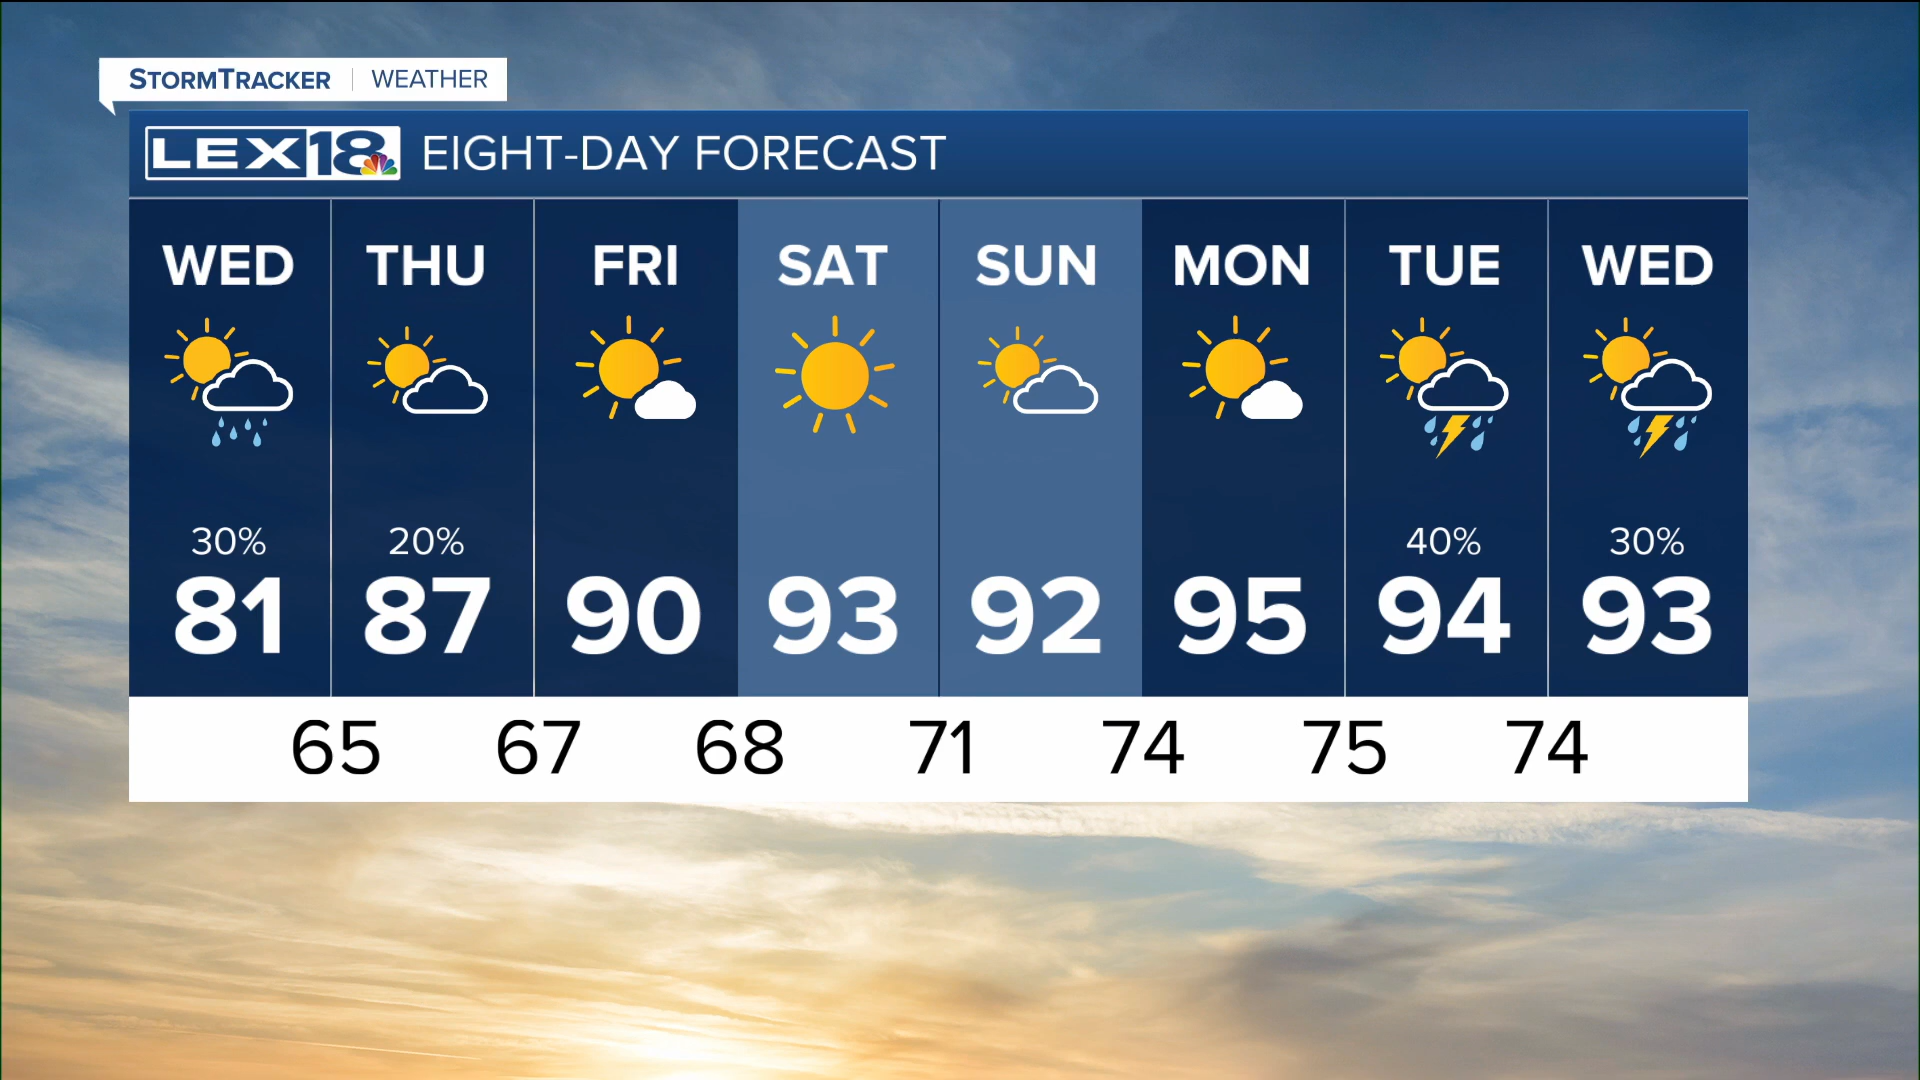 STORMTRACKER | WEATHER
LEX18 EIGHT-DAY FORECAST
WED THU FRI SAT SUN MON TUE WED
30% 20% 40% 30%
81 87 90 93 92 95 94 93
65 67 68 71 74 75 74